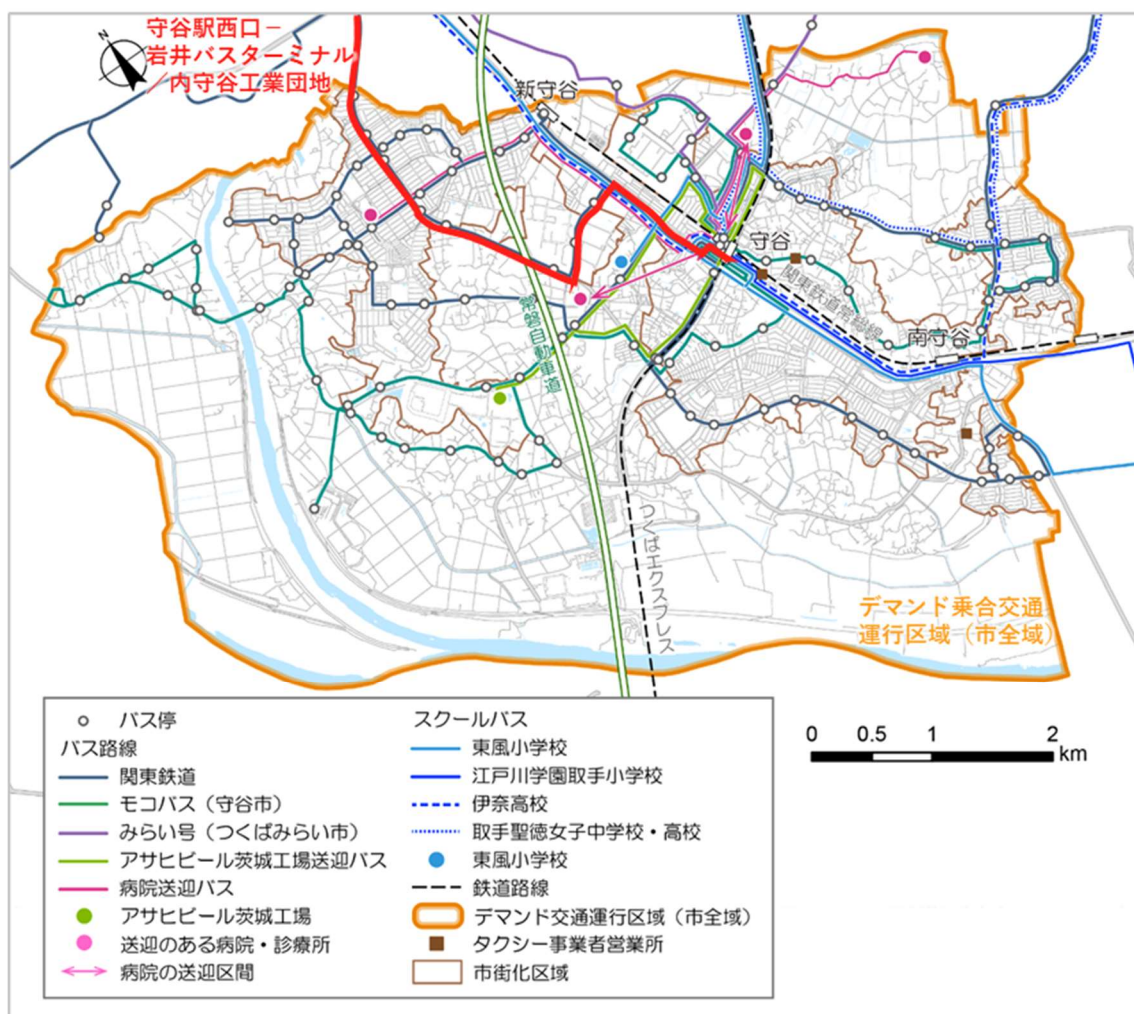 守谷駅西口－
岩井バスターミナル
／内守谷工業団地
N
新守谷
守谷
関東鉄道常総線
南守谷
常磐自動車道
つくばエクスプレス
デマンド乗合交通
運行区域（市全域）
バス停
バス路線
関東鉄道
モコバス（守谷市）
みらい号（つくばみらい市）
アサヒビール茨城工場送迎バス
病院送迎バス
アサヒビール茨城工場
送迎のある病院・診療所
病院の送迎区間
スクールバス
東風小学校
江戸川学園取手小学校
伊奈高校
取手聖徳女子中学校・高校
東風小学校
鉄道路線
デマンド交通運行区域（市全域）
タクシー事業者営業所
市街化区域
0 0.5 1 2
km